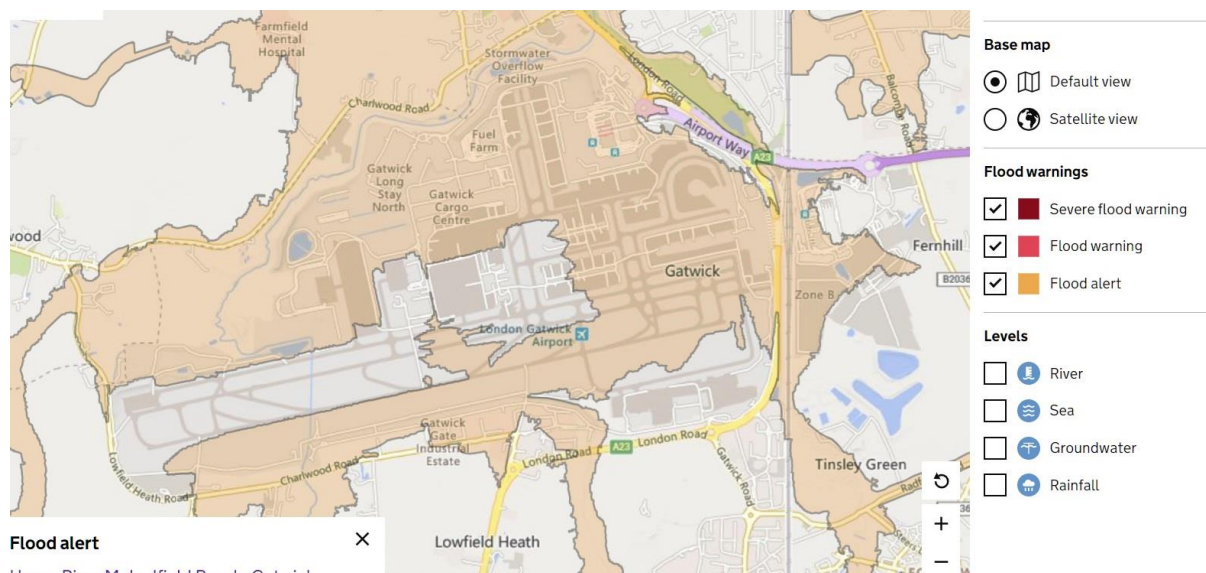 Farmfield
Mental
Hospital
Stormwater
Overflow
Facility
London Road
Charlwood Road
Balcombe Road
Airport Way
A23
Fuel
Farm
Gatwick
Long
Stay
North
Gatwick
Cargo
Centre
wood
Fernhill
Gatwick
B2036
Zone B
London Gatwick
Airport
Gatwick
Gate
Industrial
Estate
A23
London Road
London Road
Charlwood Road
Lowfield Heath Road
Gatwick Road
Tinsley Green
Lowfield Heath
Flood alert
Base map
Default view
Satellite view
Flood warnings
Severe flood warning
Flood warning
Flood alert
Levels
River
Sea
Groundwater
Rainfall